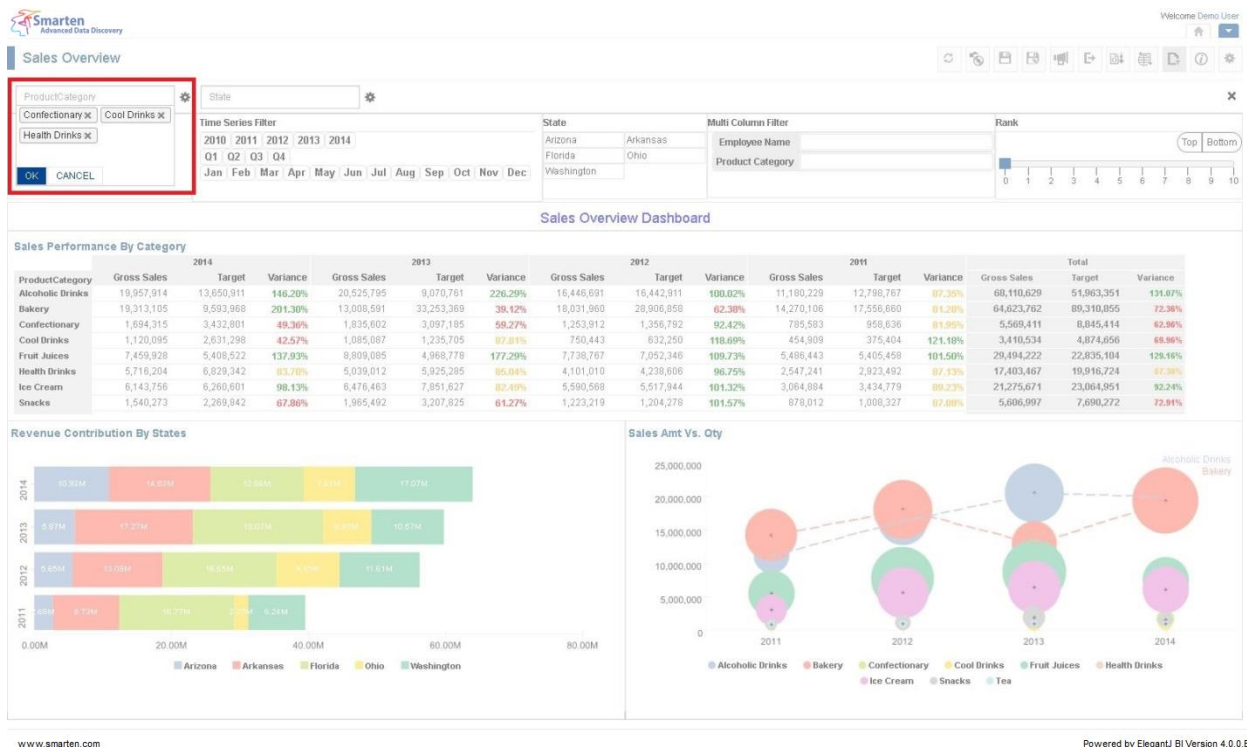 Smarten
Advanced Data Discovery
Welcome Demo User
Sales Overview
ProductCategory
State
Confectionary x Cool Drinks x
Health Drinks x
OK CANCEL
Time Series Filter
2010 2011 2012 2013 2014
Q1 Q2 Q3 Q4
Jan Feb Mar Apr May Jun Jul Aug Sep Oct Nov Dec
State
Arizona Arkansas
Florida Ohio
Washington
Multi Column Filter
Employee Name
Product Category
Rank
Top Bottom
0 1 2 3 4 5 6 7 8 9 10
Sales Overview Dashboard
Sales Performance By Category
2014 2013 2012 2011 Total
ProductCategory Gross Sales Target Variance Gross Sales Target Variance Gross Sales Target Variance Gross Sales Target Variance Gross Sales Target Variance
Alcoholic Drinks 19,957,914 13,650,911 146.20% 20,525,795 9,070,761 226.29% 16,446,691 16,442,911 100.02% 11,180,229 12,798,767 87.35% 68,110,629 51,963,351 131.07%
Bakery 19,313,105 9,593,968 201.30% 13,008,591 33,253,369 39.12% 18,031,960 28,906,858 62.38% 14,270,106 17,556,660 81.28% 64,623,762 89,310,855 72.36%
Confectionary 1,694,315 3,432,801 49.36% 1,835,602 3,097,185 59.27% 1,253,912 1,356,792 92.42% 785,583 958,636 81.95% 5,569,411 8,845,414 62.96%
Cool Drinks 1,120,095 2,631,298 42.57% 1,085,087 1,235,705 87.81% 750,443 632,250 118.69% 454,909 375,404 121.18% 3,410,534 4,874,656 69.96%
Fruit Juices 7,459,928 5,408,522 137.93% 8,809,085 4,968,778 177.29% 7,738,767 7,052,346 109.73% 5,486,443 5,405,458 101.50% 29,494,222 22,835,104 129.16%
Health Drinks 5,716,204 6,829,342 83.70% 5,039,012 5,925,285 85.04% 4,101,010 4,238,606 96.75% 2,547,241 2,923,492 87.13% 17,403,467 19,916,724 87.38%
Ice Cream 6,143,756 6,260,601 98.13% 6,476,463 7,851,627 82.49% 5,590,568 5,517,944 101.32% 3,064,884 3,434,779 89.23% 21,275,671 23,064,951 92.24%
Snacks 1,540,273 2,269,842 67.86% 1,965,492 3,207,825 61.27% 1,223,219 1,204,278 101.57% 878,012 1,008,327 87.08% 5,606,997 7,690,272 72.91%
Revenue Contribution By States
2014 17.07M
2013 5.87M 17.27M 10.57M
2012 5.65M 13.09M 11.61M
2011 8.73M
0.00M 20.00M 40.00M 60.00M 80.00M
Arizona Arkansas Florida Ohio Washington
Sales Amt Vs. Qty
Alcoholic Drinks
Bakery
25,000,000
20,000,000
15,000,000
10,000,000
5,000,000
0
2011 2012 2013 2014
Alcoholic Drinks Bakery Confectionary Cool Drinks Fruit Juices Health Drinks
Ice Cream Snacks Tea
www.smarten.com
Powered by ElegantJ BI Version 4.0.0.B